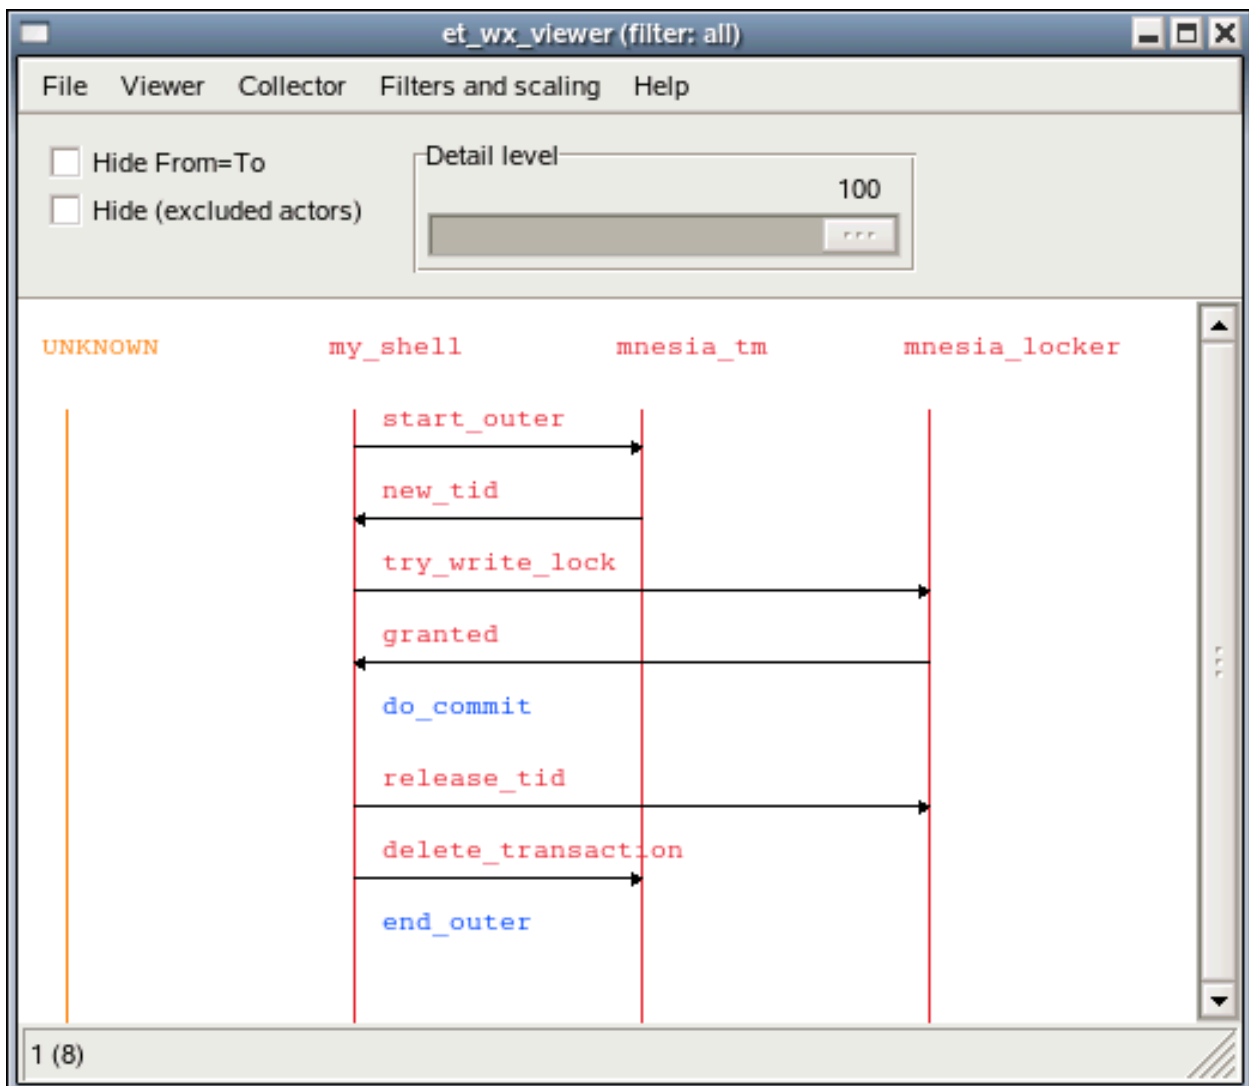 et_wx_viewer (filter: all)
File Viewer Collector Filters and scaling Help
Hide From=To
Hide (excluded actors)
Detail level
100
UNKNOWN my_shell mnesia_tm mnesia_locker
start_outer
new_tid
try_write_lock
granted
do_commit
release_tid
delete_transaction
end_outer
1 (8)